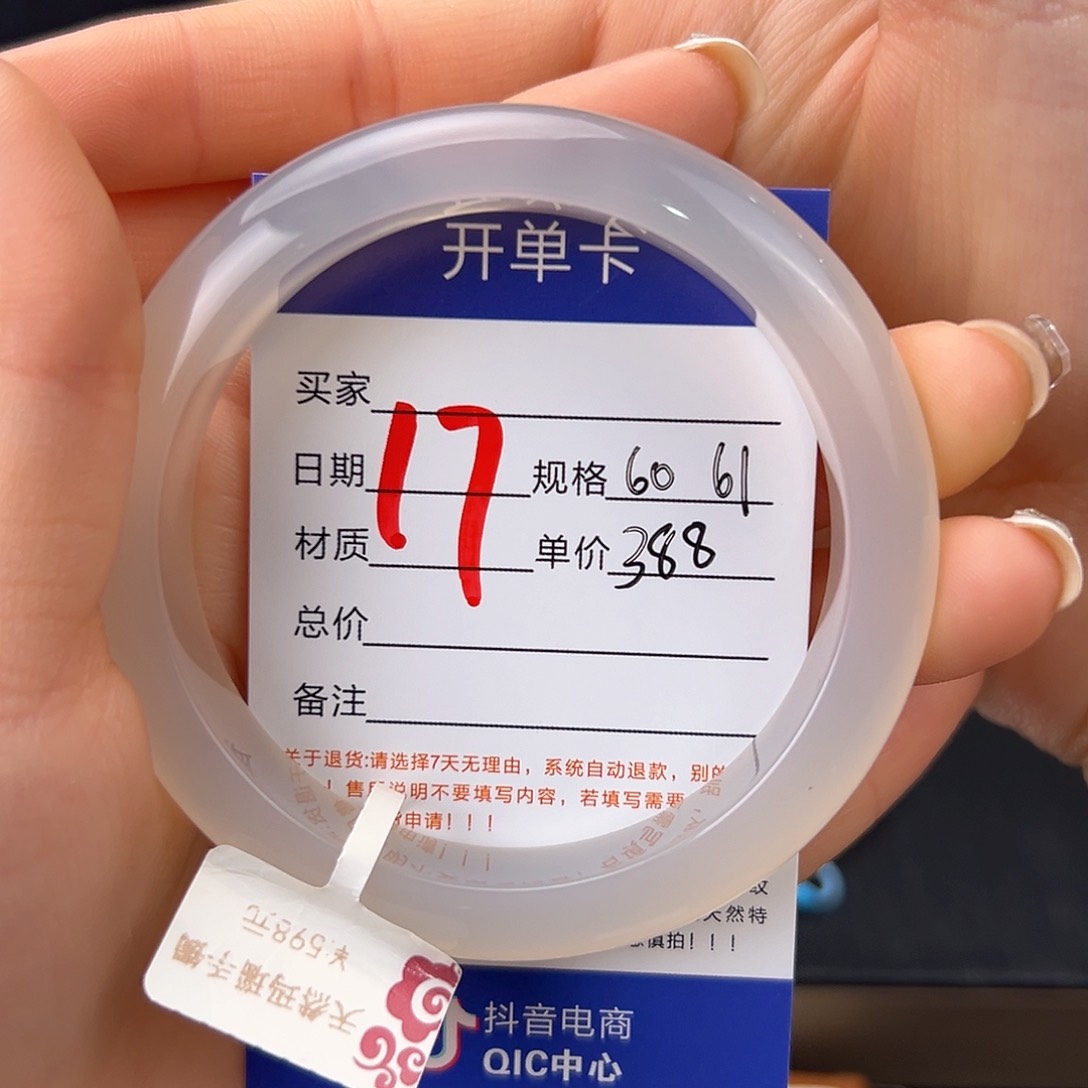 开单卡
买家
日期 17 规格 60 61
材质 单价 388
总价
备注
关于退货:请选择7天无理由，系统自动退款，别的
！售后说明不要填写内容，若填写需要
货申请！！！
取
天然特
慎拍！！！
天然玛瑙手镯
￥:598元
抖音电商
QIC中心